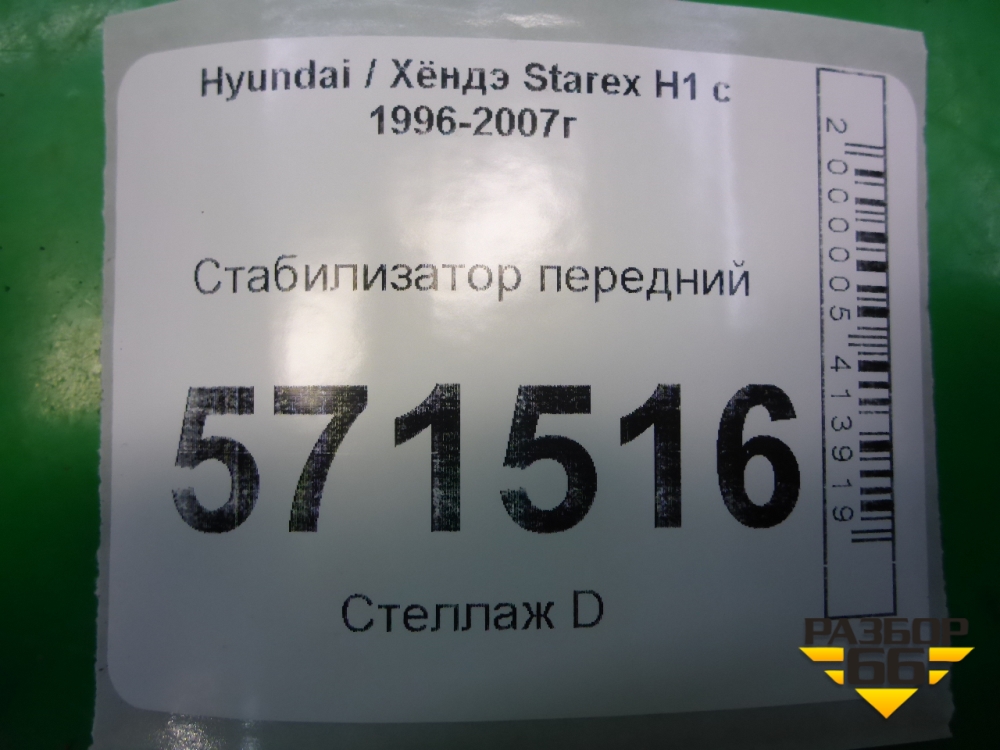 Hyundai / Хёндэ Starex H1 с
1996-2007г
Стабилизатор передний
571516
Стеллаж D
2000005413919
РАЗБОР
66